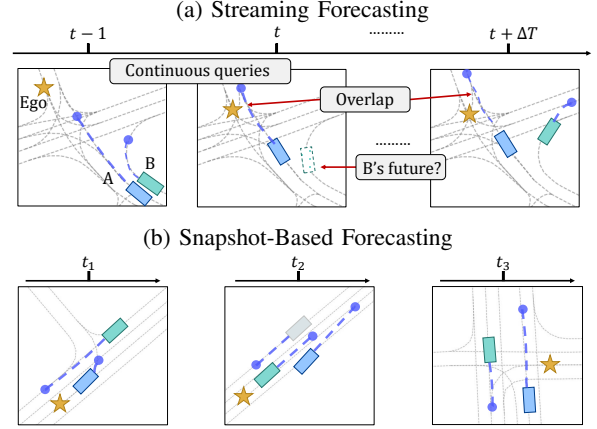 (a) Streaming Forecasting
t − 1
t
.........
t + ΔT
Continuous queries
Ego
Overlap
A
B
.........
B's future?
(b) Snapshot-Based Forecasting
t₁
t₂
t₃